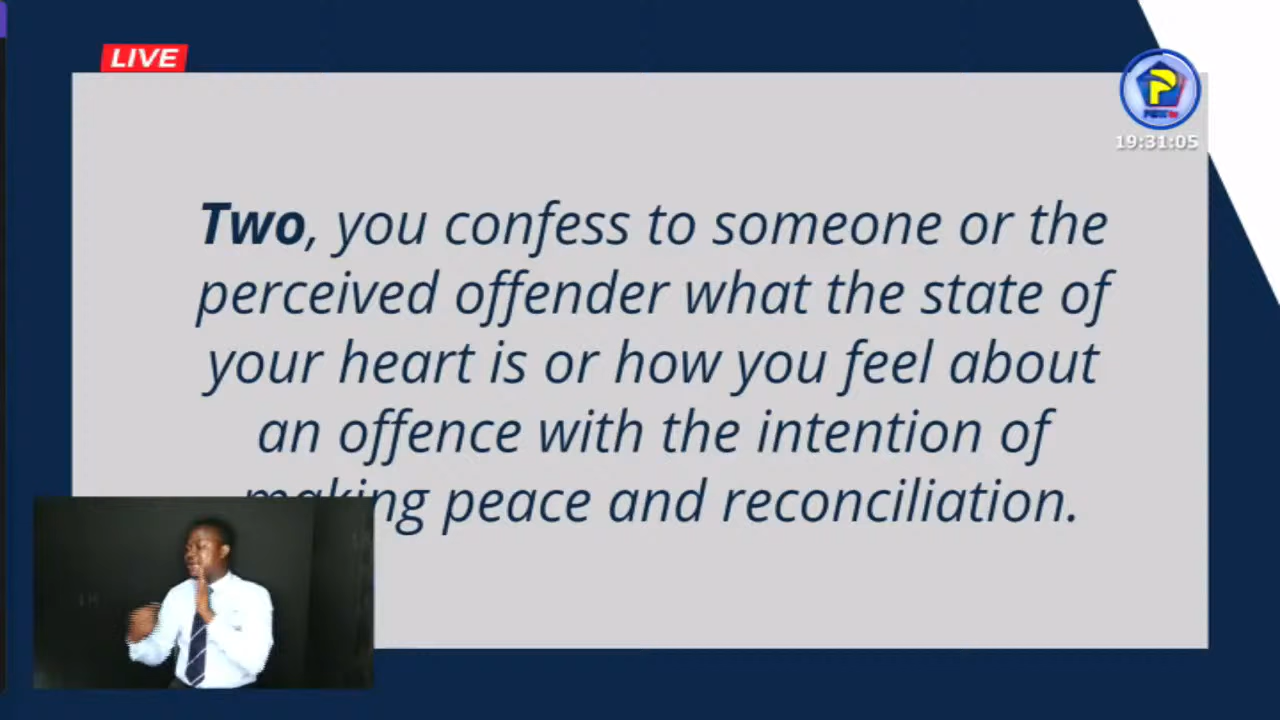 LIVE
P
19:31:05
Two, you confess to someone or the
perceived offender what the state of
your heart is or how you feel about
an offence with the intention of
making peace and reconciliation.